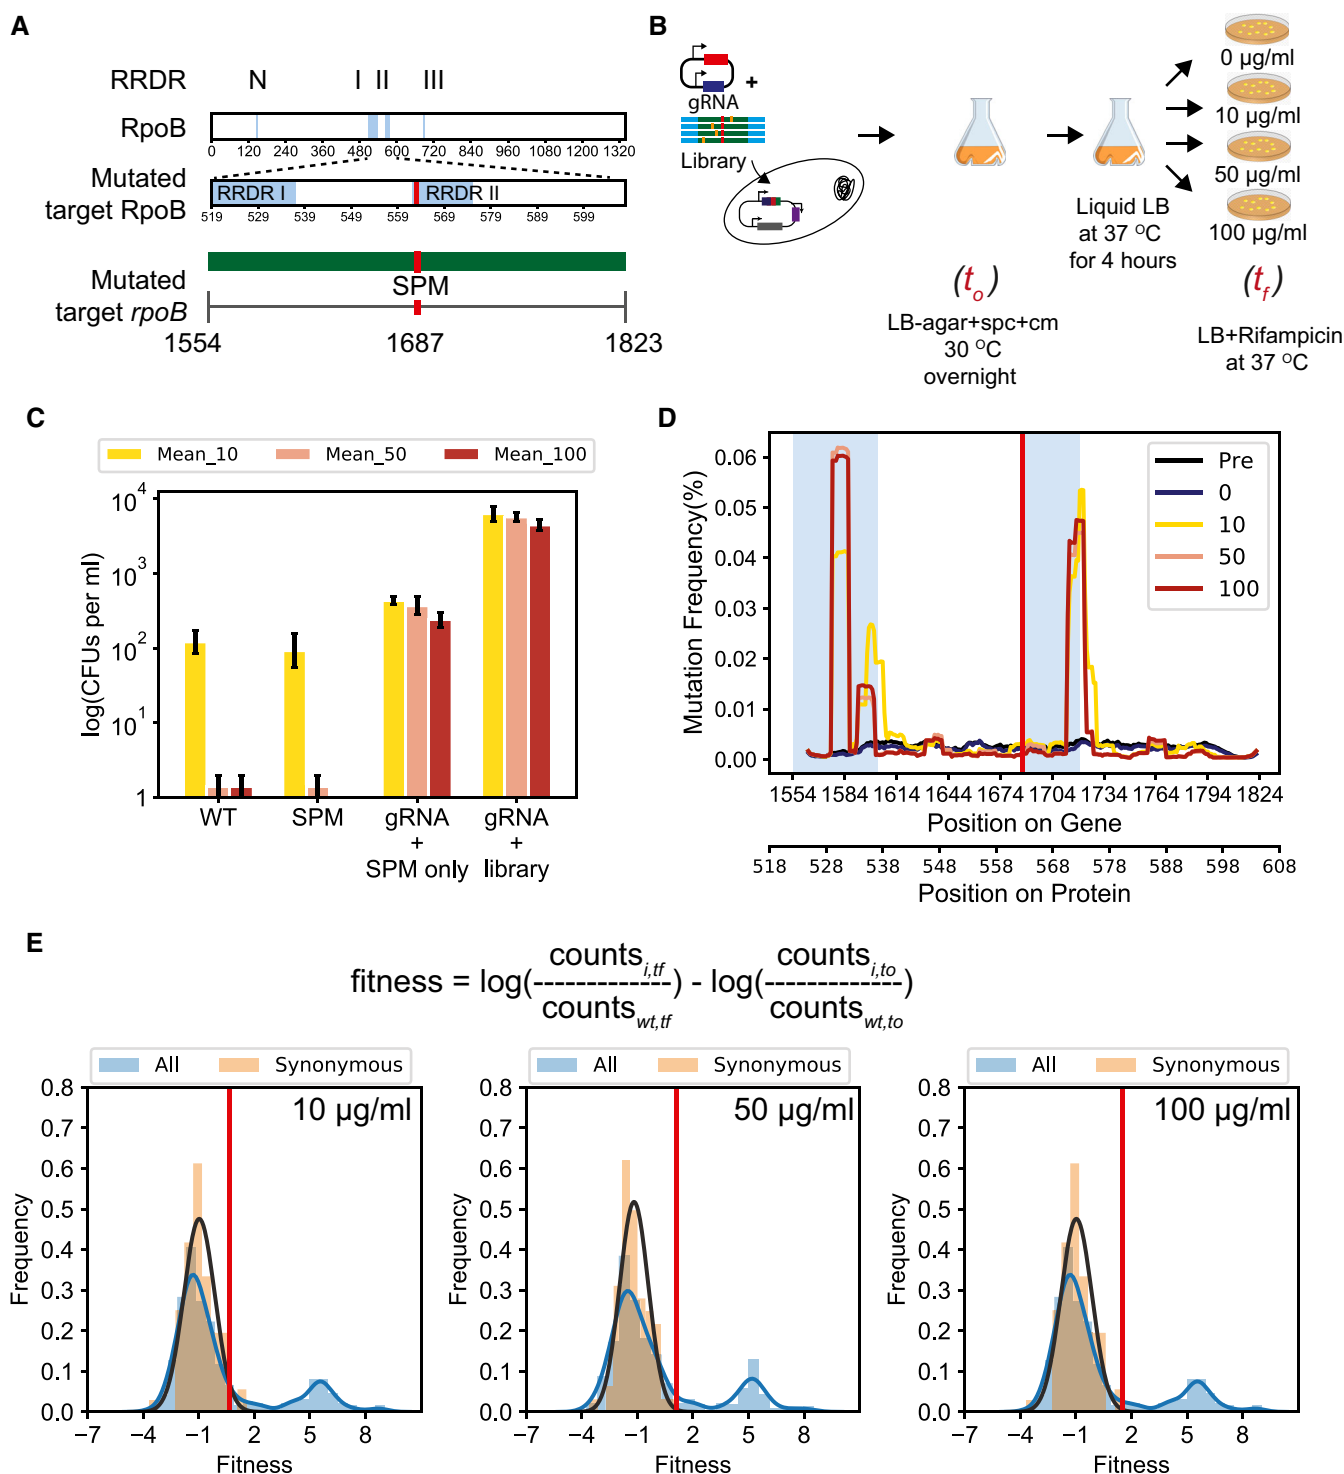 A
RRDR N I II III
RpoB
0 120 240 360 480 600 720 840 960 1080 1200 1320
Mutated
target RpoB
RRDR I RRDR II
519 529 539 549 559 569 579 589 599
Mutated
target rpoB
SPM
1554 1687 1823
B
gRNA
+
Library
(to)
LB-agar+spc+cm
30 °C
overnight
Liquid LB
at 37 °C
for 4 hours
0 µg/ml
10 µg/ml
50 µg/ml
100 µg/ml
(tf)
LB+Rifampicin
at 37 °C
C
Mean_10 Mean_50 Mean_100
log(CFUs per ml)
10^4
10^3
10^2
10^1
1
WT SPM gRNA + SPM only gRNA + library
D
Mutation Frequency(%)
0.06
0.05
0.04
0.03
0.02
0.01
0.00
Pre
0
10
50
100
1554 1584 1614 1644 1674 1704 1734 1764 1794 1824
Position on Gene
518 528 538 548 558 568 578 588 598 608
Position on Protein
E
fitness = log(counts i,tf / counts wt,tf) - log(counts i,to / counts wt,to)
All Synonymous
10 µg/ml
Frequency
0.8
0.7
0.6
0.5
0.4
0.3
0.2
0.1
0.0
−7 −4 −1 2 5 8
Fitness
All Synonymous
50 µg/ml
Frequency
0.8
0.7
0.6
0.5
0.4
0.3
0.2
0.1
0.0
−7 −4 −1 2 5 8
Fitness
All Synonymous
100 µg/ml
Frequency
0.8
0.7
0.6
0.5
0.4
0.3
0.2
0.1
0.0
−7 −4 −1 2 5 8
Fitness